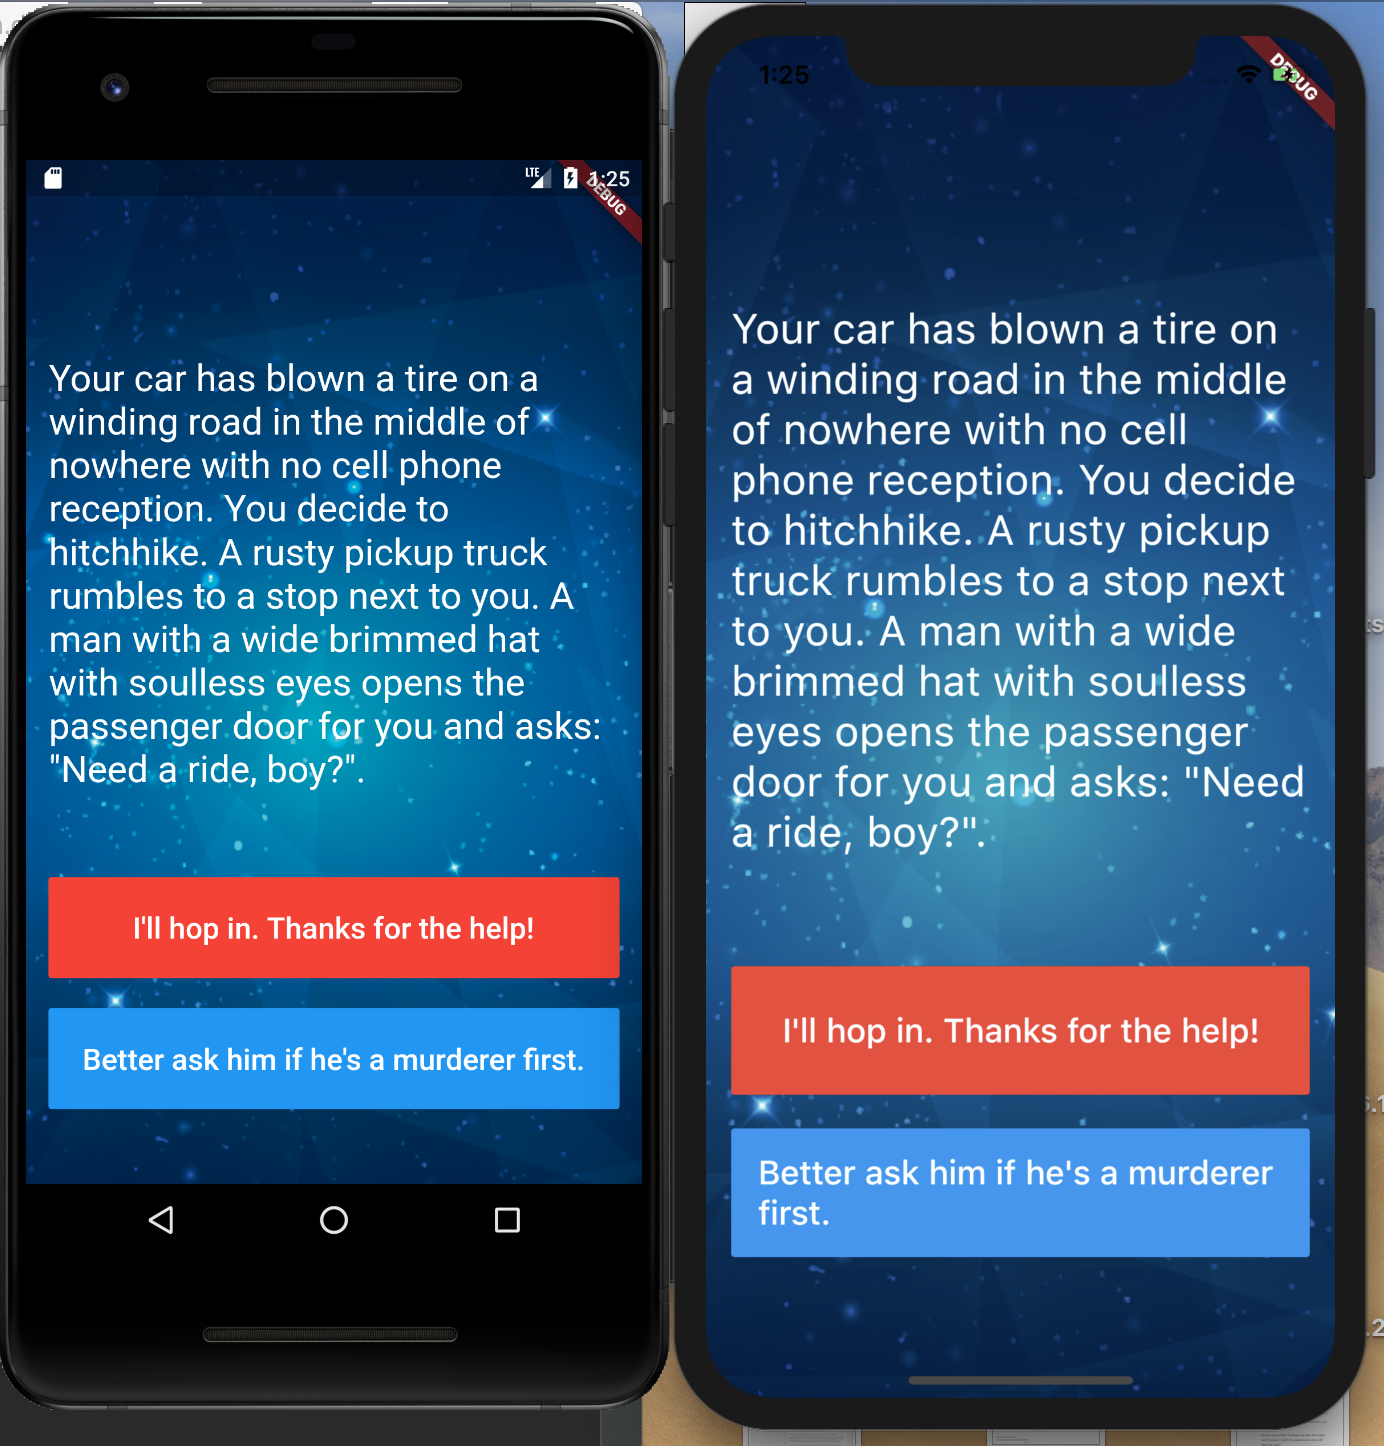 LTE
1:25
DEBUG
Your car has blown a tire on a
winding road in the middle of
nowhere with no cell phone
reception. You decide to
hitchhike. A rusty pickup truck
rumbles to a stop next to you. A
man with a wide brimmed hat
with soulless eyes opens the
passenger door for you and asks:
"Need a ride, boy?".
I'll hop in. Thanks for the help!
Better ask him if he's a murderer first.
1:25
DEBUG
Your car has blown a tire on
a winding road in the middle
of nowhere with no cell
phone reception. You decide
to hitchhike. A rusty pickup
truck rumbles to a stop next
to you. A man with a wide
brimmed hat with soulless
eyes opens the passenger
door for you and asks: "Need
a ride, boy?".
I'll hop in. Thanks for the help!
Better ask him if he's a murderer
first.